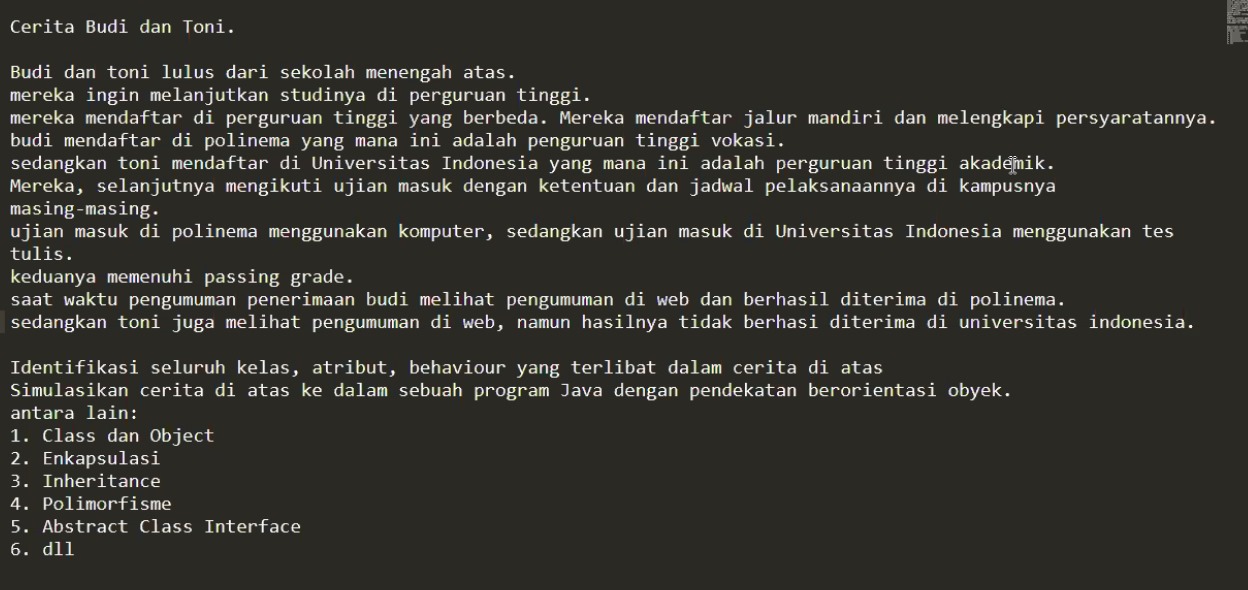 Cerita Budi dan Toni.
Budi dan toni lulus dari sekolah menengah atas.
mereka ingin melanjutkan studinya di perguruan tinggi.
mereka mendaftar di perguruan tinggi yang berbeda. Mereka mendaftar jalur mandiri dan melengkapi persyaratannya.
budi mendaftar di polinema yang mana ini adalah penguruan tinggi vokasi.
sedangkan toni mendaftar di Universitas Indonesia yang mana ini adalah perguruan tinggi akademik.
Mereka, selanjutnya mengikuti ujian masuk dengan ketentuan dan jadwal pelaksanaannya di kampusnya
masing-masing.
ujian masuk di polinema menggunakan komputer, sedangkan ujian masuk di Universitas Indonesia menggunakan tes
tulis.
keduanya memenuhi passing grade.
saat waktu pengumuman penerimaan budi melihat pengumuman di web dan berhasil diterima di polinema.
sedangkan toni juga melihat pengumuman di web, namun hasilnya tidak berhasi diterima di universitas indonesia.
Identifikasi seluruh kelas, atribut, behaviour yang terlibat dalam cerita di atas
Simulasikan cerita di atas ke dalam sebuah program Java dengan pendekatan berorientasi obyek.
antara lain:
1. Class dan Object
2. Enkapsulasi
3. Inheritance
4. Polimorfisme
5. Abstract Class Interface
6. dll